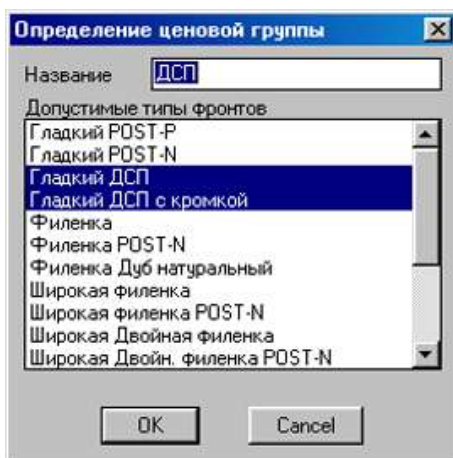 Определение ценовой группы
Название ДСП
Допустимые типы фронтов
Гладкий POST-P
Гладкий POST-N
Гладкий ДСП
Гладкий ДСП с кромкой
Филенка
Филенка POST-N
Филенка Дуб натуральный
Широкая филенка
Широкая филенка POST-N
Широкая Двойная филенка
Широкая Двойн. филенка POST-N
OK Cancel